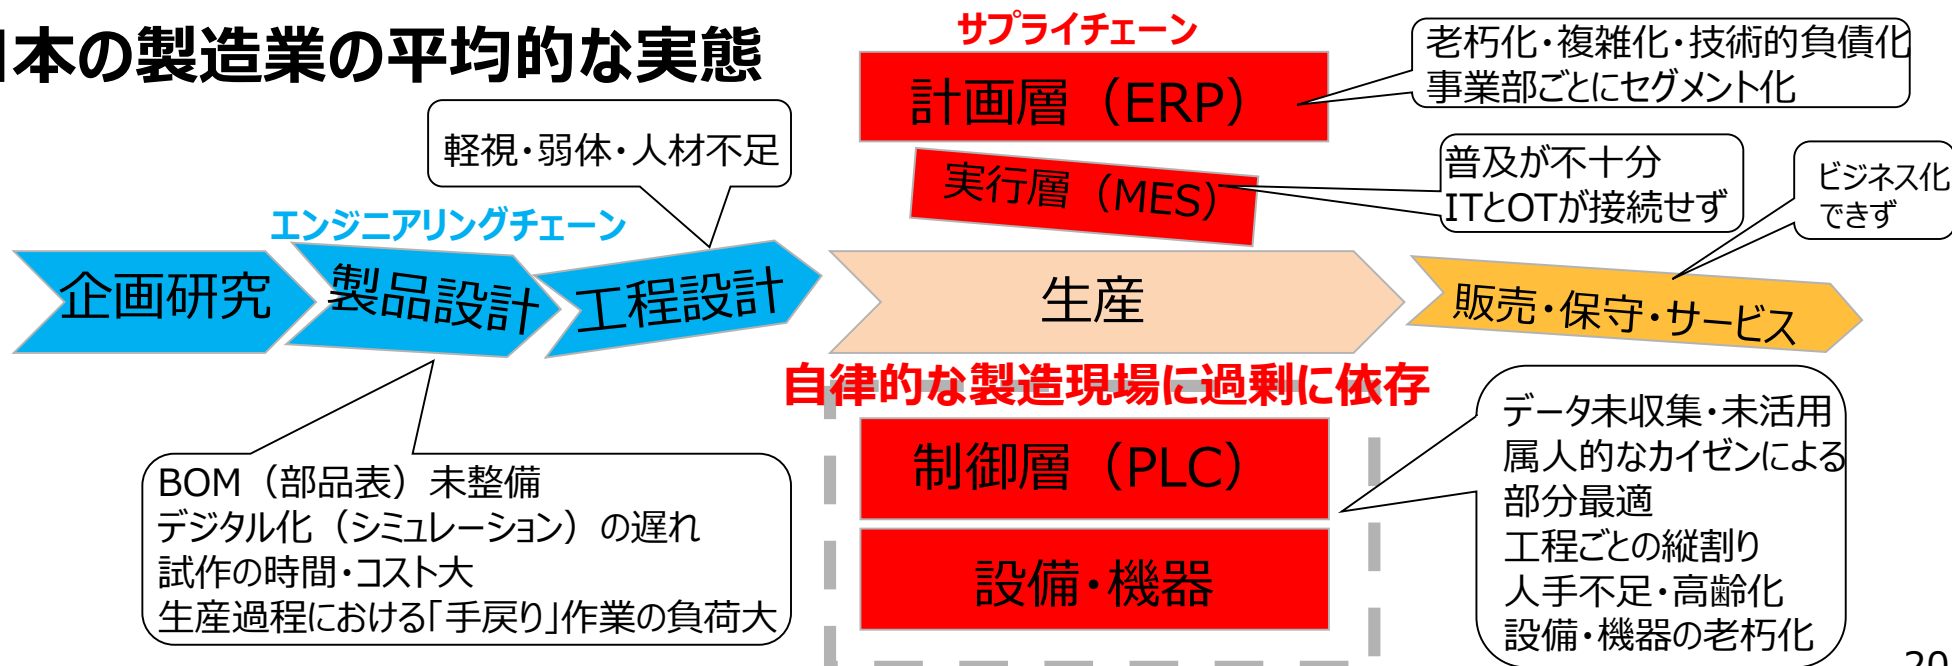 日本の製造業の平均的な実態
サプライチェーン
計画層（ERP）
老朽化・複雑化・技術的負債化
事業部ごとにセグメント化
軽視・弱体・人材不足
実行層（MES）
普及が不十分
ITとOTが接続せず
ビジネス化
できず
エンジニアリングチェーン
企画研究
製品設計
工程設計
生産
販売・保守・サービス
自律的な製造現場に過剰に依存
制御層（PLC）
設備・機器
BOM（部品表）未整備
デジタル化（シミュレーション）の遅れ
試作の時間・コスト大
生産過程における「手戻り」作業の負荷大
データ未収集・未活用
属人的なカイゼンによる
部分最適
工程ごとの縦割り
人手不足・高齢化
設備・機器の老朽化
20